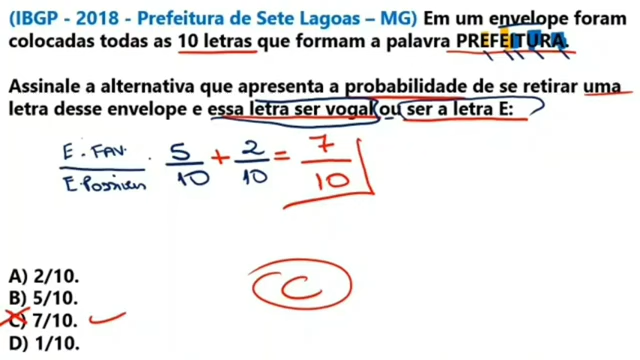 (IBGP - 2018 - Prefeitura de Sete Lagoas – MG) Em um envelope foram
colocadas todas as 10 letras que formam a palavra PREFEITURA.
Assinale a alternativa que apresenta a probabilidade de se retirar uma
letra desse envelope e essa letra ser vogal ou ser a letra E:
E. FAV. 5/10 + 2/10 = 7/10
E. Possíveis
C
A) 2/10.
B) 5/10.
C) 7/10.
D) 1/10.